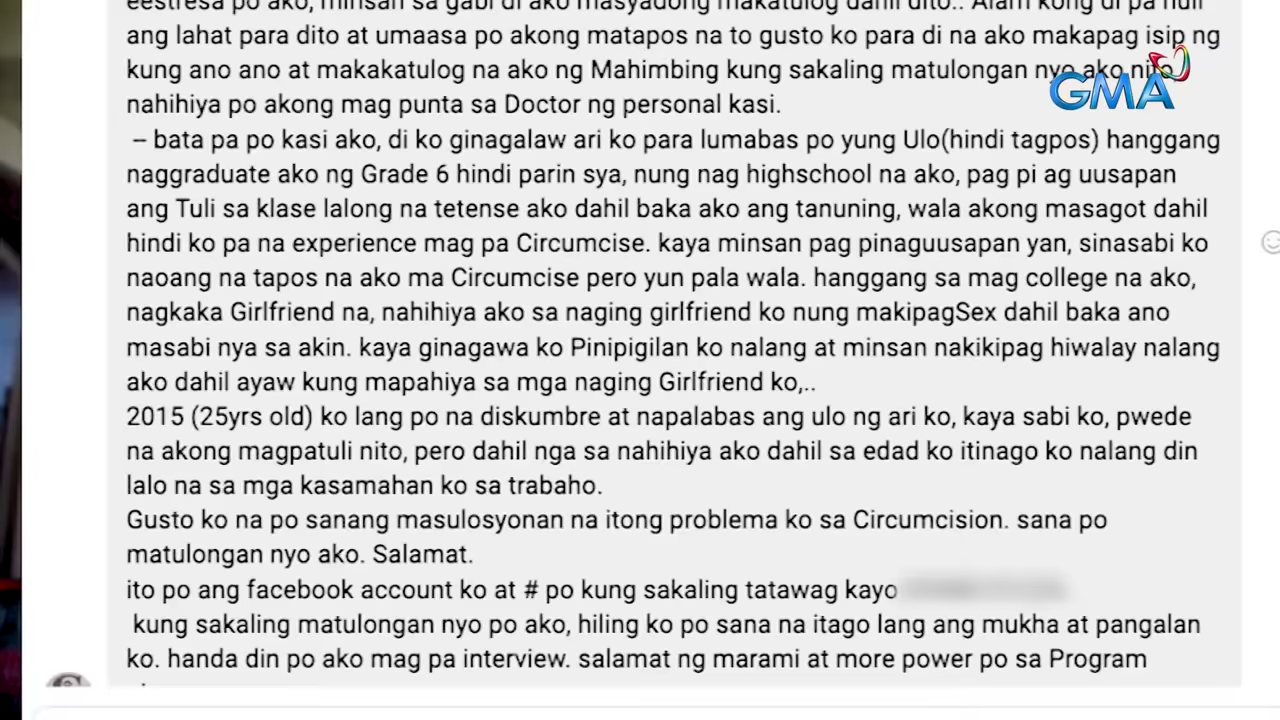 eestresa po ako, minsan sa gabi di ako masyadong makatulog dahil dito.. Alam kong di pa huli
ang lahat para dito at umaasa po akong matapos na to gusto ko para di na ako makapag isip ng
kung ano ano at makakatulog na ako ng Mahimbing kung sakaling matulongan nyo ako nito
GMA
nahihiya po akong mag punta sa Doctor ng personal kasi.
– bata pa po kasi ako, di ko ginagalaw ari ko para lumabas po yung Ulo(hindi tagpos) hanggang
naggraduate ako ng Grade 6 hindi parin sya, nung nag highschool na ako, pag pi ag uusapan
ang Tuli sa klase lalong na tetense ako dahil baka ako ang tanuning, wala akong masagot dahil
hindi ko pa na experience mag pa Circumcise. kaya minsan pag pinaguusapan yan, sinasabi ko
naoang na tapos na ako ma Circumcise pero yun pala wala. hanggang sa mag college na ako,
nagkaka Girlfriend na, nahihiya ako sa naging girlfriend ko nung makipagSex dahil baka ano
masabi nya sa akin. kaya ginagawa ko Pinipigilan ko nalang at minsan nakikipag hiwalay nalang
ako dahil ayaw kung mapahiya sa mga naging Girlfriend ko,..
2015 (25yrs old) ko lang po na diskumbre at napalabas ang ulo ng ari ko, kaya sabi ko, pwede
na akong magpatuli nito, pero dahil nga sa nahihiya ako dahil sa edad ko itinago ko nalang din
lalo na sa mga kasamahan ko sa trabaho.
Gusto ko na po sanang masulosyonan na itong problema ko sa Circumcision. sana po
matulongan nyo ako. Salamat.
ito po ang facebook account ko at # po kung sakaling tatawag kayo
kung sakaling matulongan nyo po ako, hiling ko po sana na itago lang ang mukha at pangalan
ko. handa din po ako mag pa interview. salamat ng marami at more power po sa Program